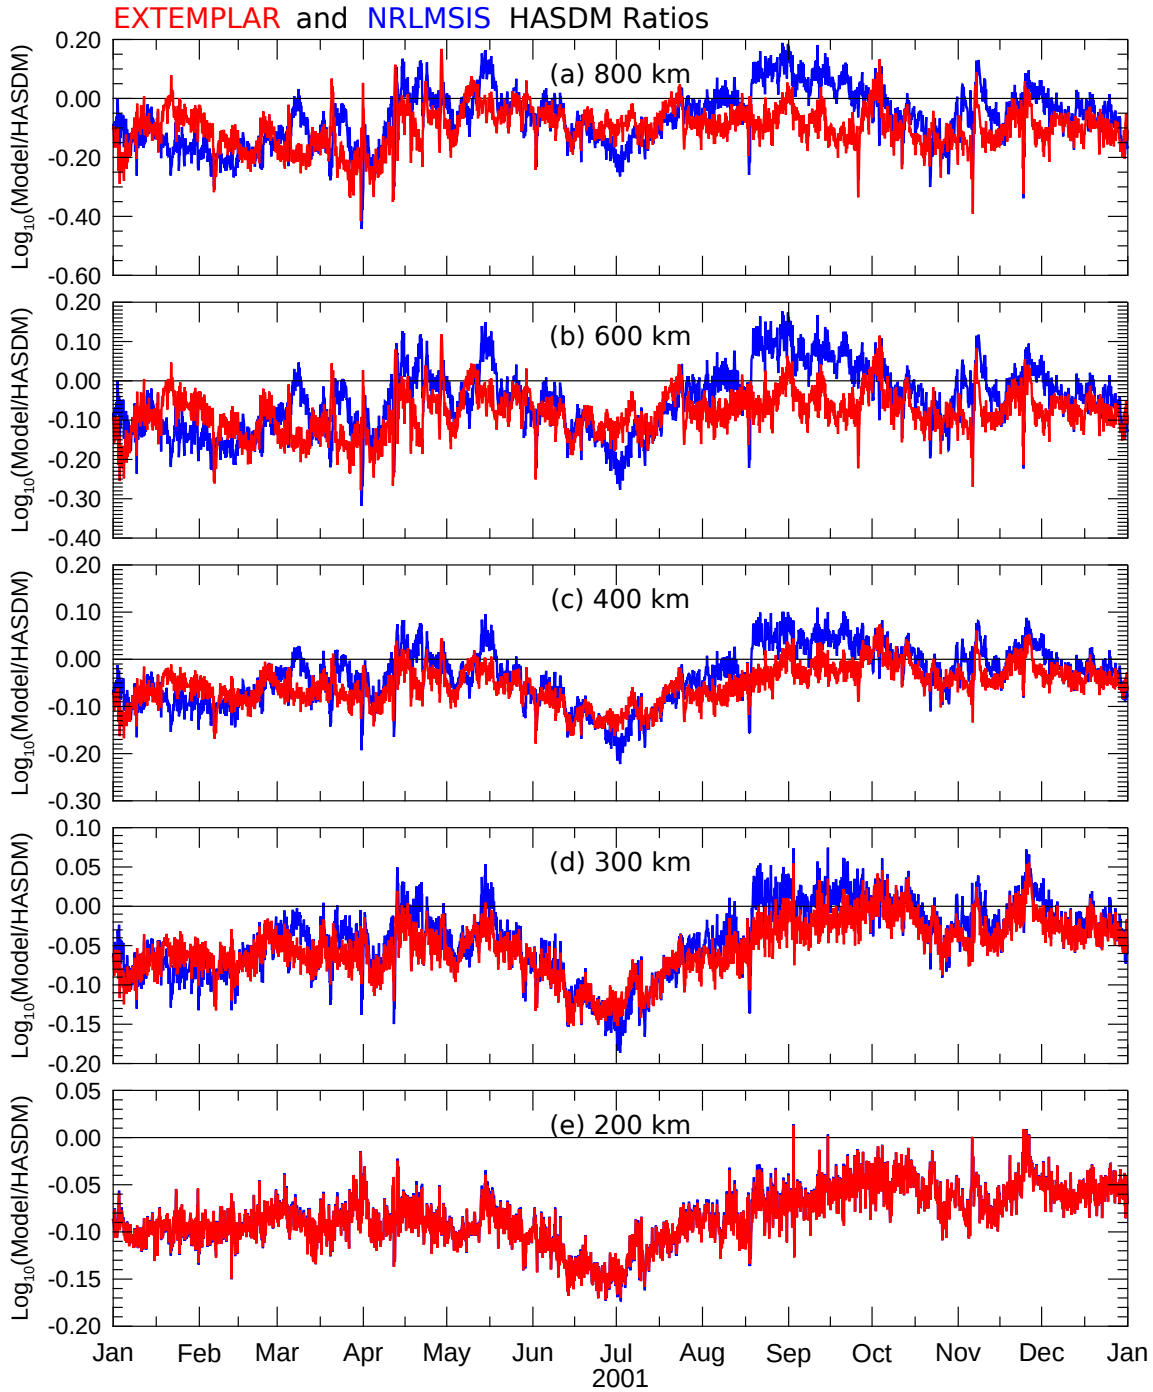 EXTEMPLAR and NRLMSIS HASDM Ratios
(a) 800 km
Log10(Model/HASDM)
0.20
0.00
-0.20
-0.40
-0.60
(b) 600 km
Log10(Model/HASDM)
0.20
0.10
0.00
-0.10
-0.20
-0.30
-0.40
(c) 400 km
Log10(Model/HASDM)
0.20
0.10
0.00
-0.10
-0.20
-0.30
(d) 300 km
Log10(Model/HASDM)
0.10
0.05
0.00
-0.05
-0.10
-0.15
-0.20
(e) 200 km
Log10(Model/HASDM)
0.05
0.00
-0.05
-0.10
-0.15
-0.20
Jan Feb Mar Apr May Jun Jul Aug Sep Oct Nov Dec Jan
2001